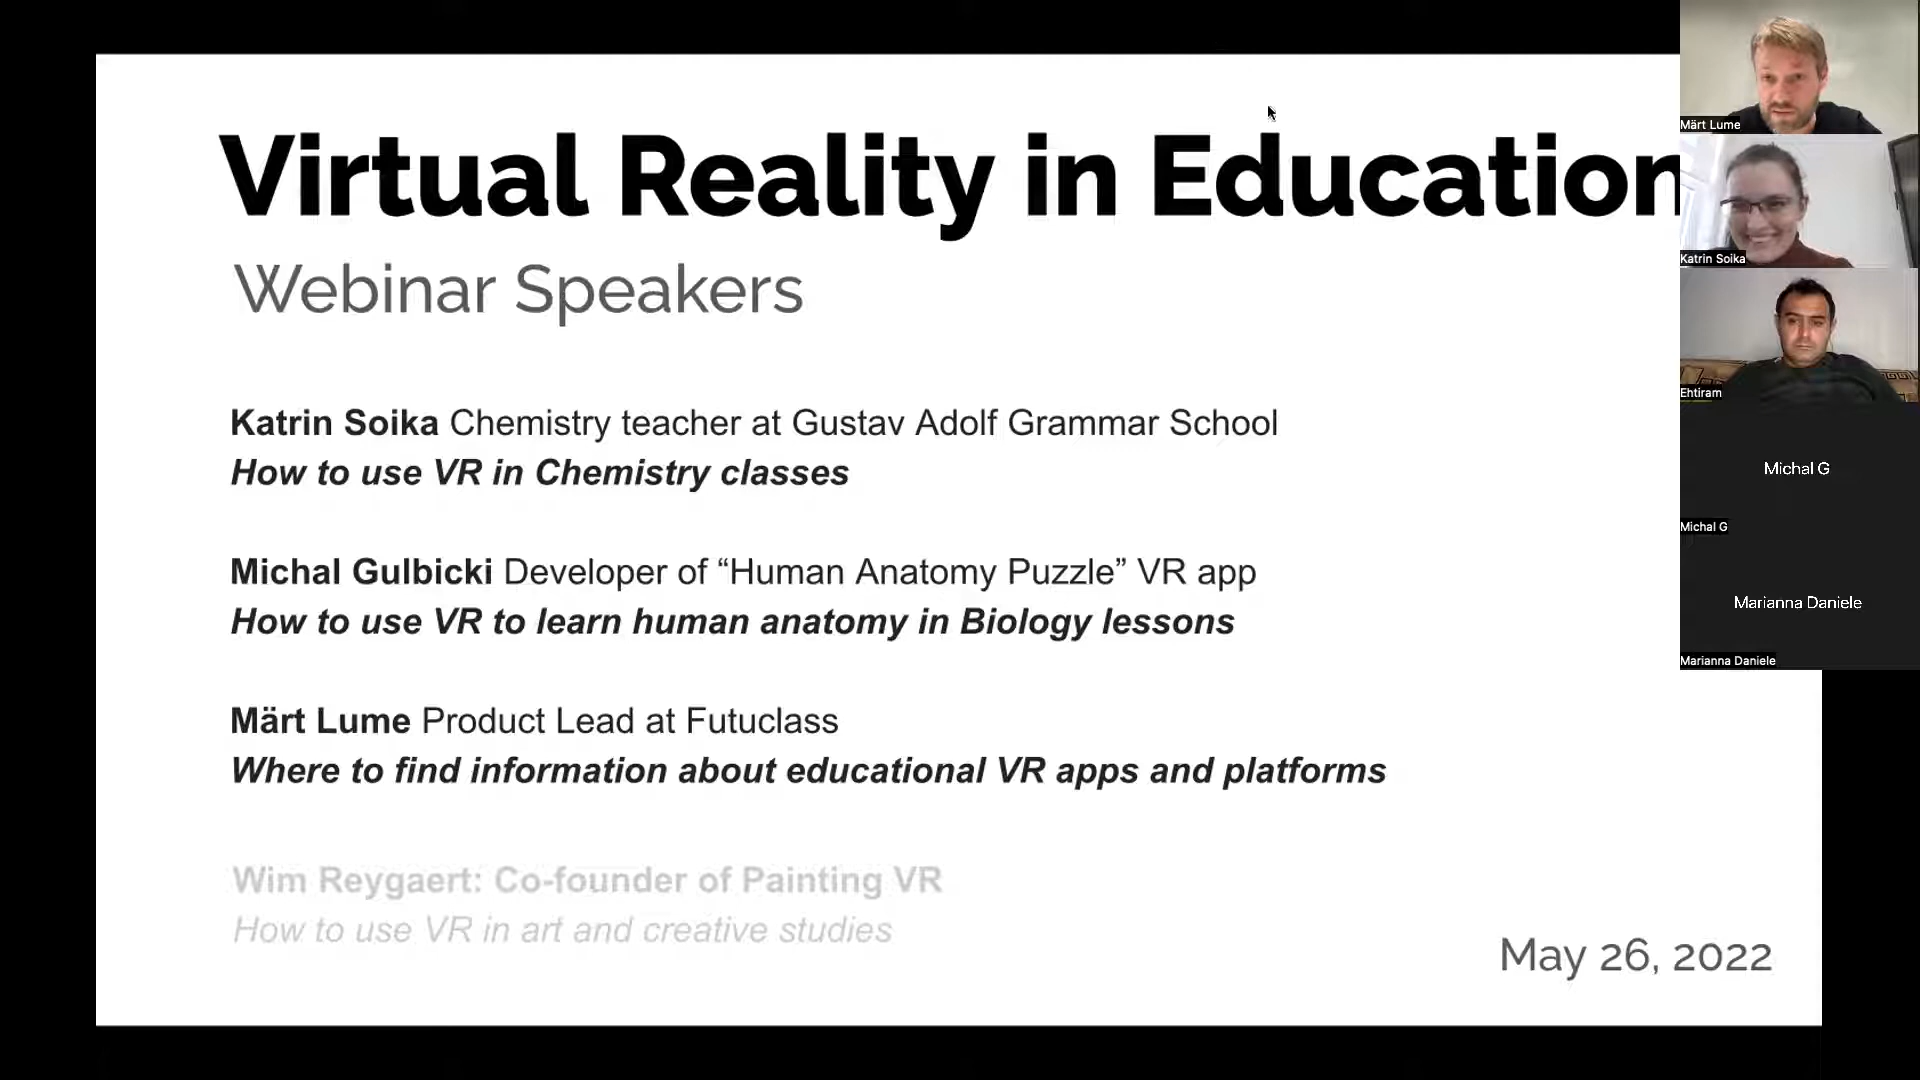 Virtual Reality in Education
Webinar Speakers
Katrin Soika Chemistry teacher at Gustav Adolf Grammar School
How to use VR in Chemistry classes
Michal Gulbicki Developer of “Human Anatomy Puzzle” VR app
How to use VR to learn human anatomy in Biology lessons
Märt Lume Product Lead at Futuclass
Where to find information about educational VR apps and platforms
Wim Reygaert: Co-founder of Painting VR
How to use VR in art and creative studies
May 26, 2022
Märt Lume
Katrin Soika
Ehtiram
Michal G
Michal G
Marianna Daniele
Marianna Daniele